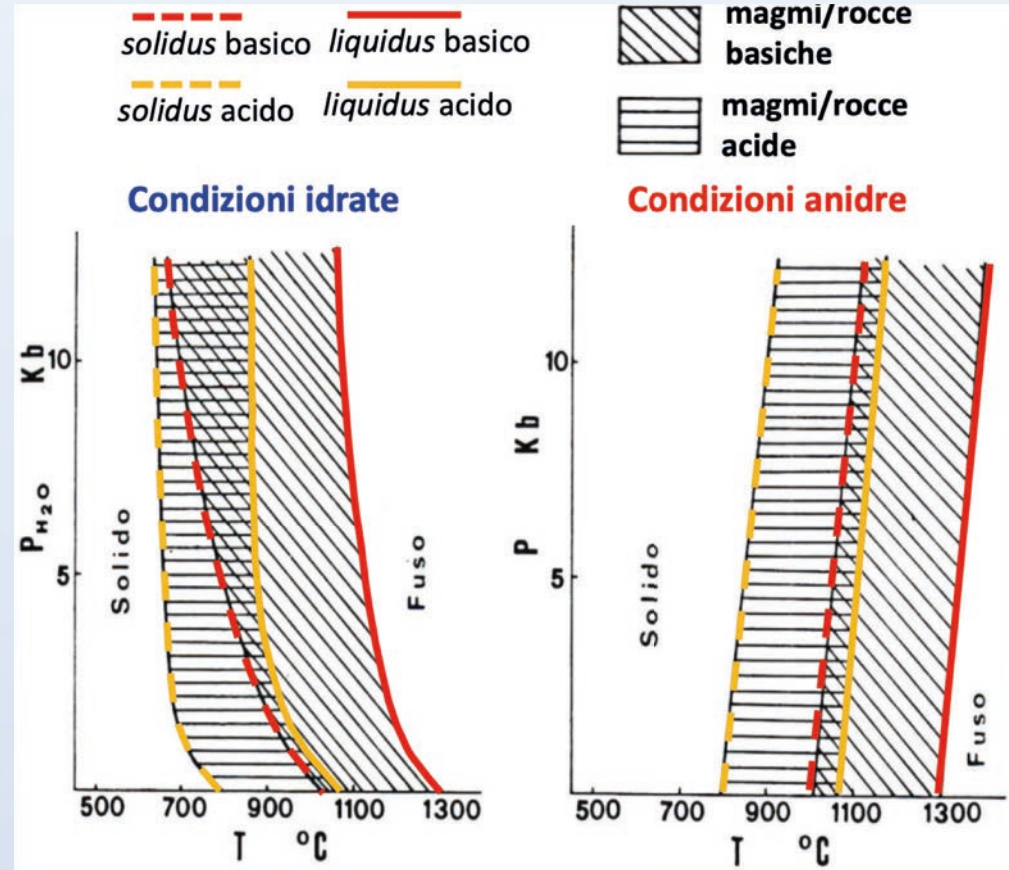 solidus basico
liquidus basico
solidus acido
liquidus acido
magmi/rocce
basiche
magmi/rocce
acide
Condizioni idrate
Kb
10
P H₂O
5
Solido
Fuso
500 700 900 1100 1300
T °C
Condizioni anidre
Kb
10
P
5
Solido
Fuso
500 700 900 1100 1300
T °C